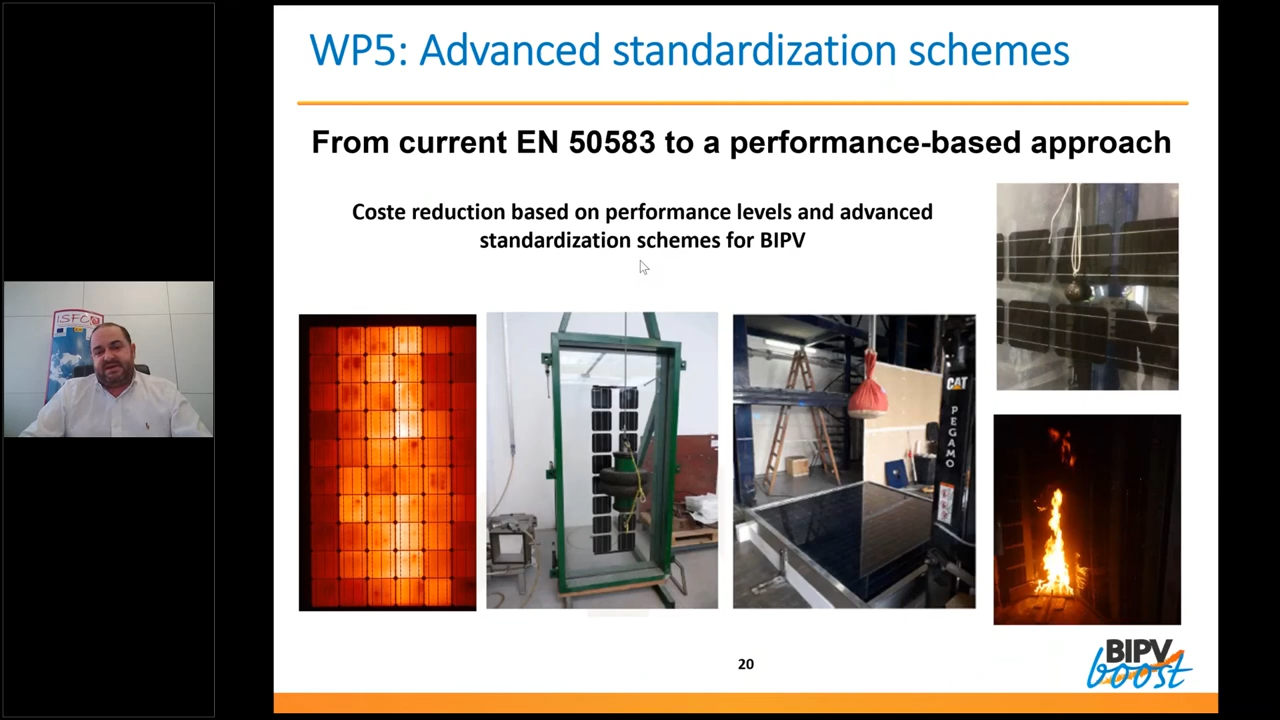 WP5: Advanced standardization schemes
From current EN 50583 to a performance-based approach
Coste reduction based on performance levels and advanced
standardization schemes for BIPV
ISFOC
CAT
PEGAMO
20
BIPV
boost